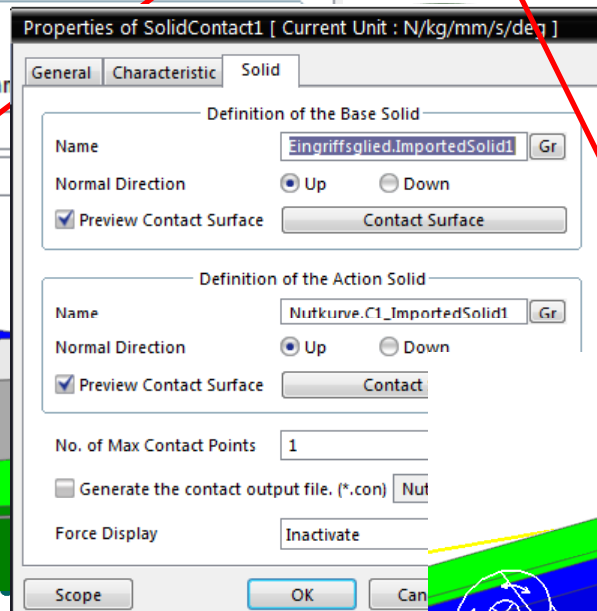 Properties of SolidContact1 [ Current Unit : N/kg/mm/s/deg ]
General Characteristic Solid
Definition of the Base Solid
Name Eingriffsglied.ImportedSolid1 Gr
Normal Direction Up Down
Preview Contact Surface Contact Surface
Definition of the Action Solid
Name Nutkurve.C1_ImportedSolid1 Gr
Normal Direction Up Down
Preview Contact Surface Contact
No. of Max Contact Points 1
Generate the contact output file. (*.con) Nut
Force Display Inactivate
Scope OK Can